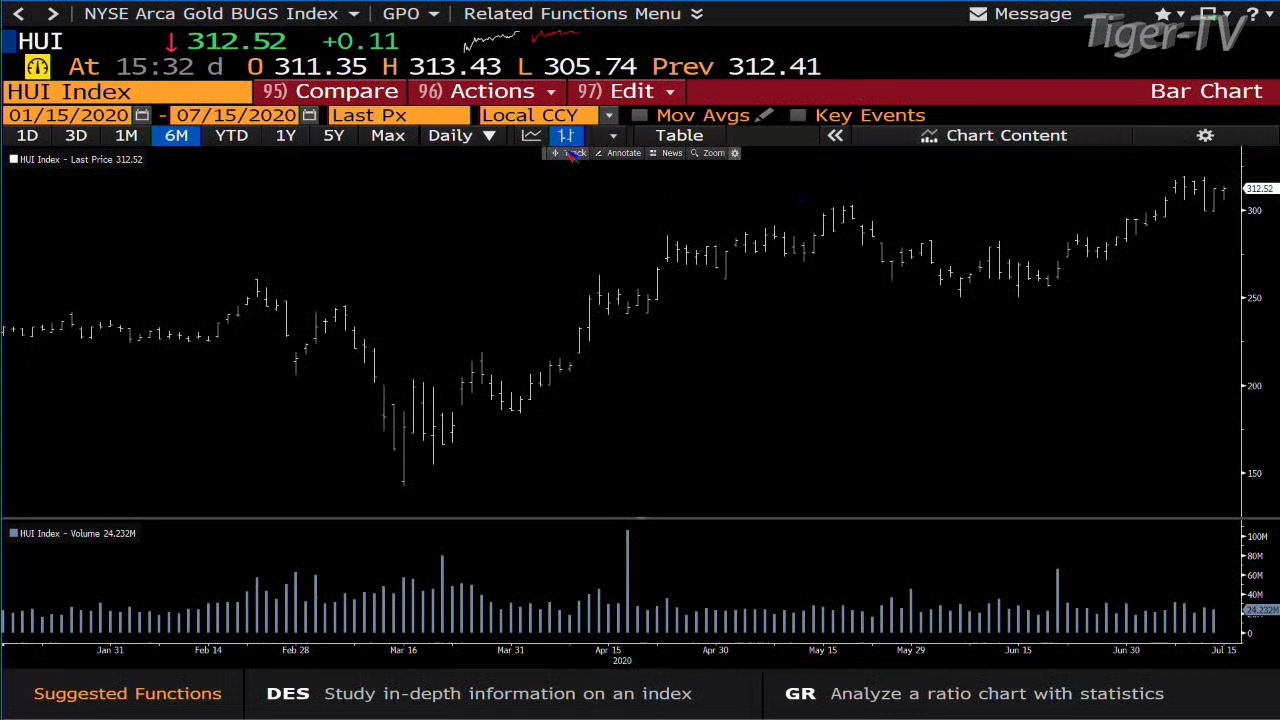 NYSE Arca Gold BUGS Index GPO Related Functions Menu Message ?
Tiger-TV
HUI 312.52 +0.11
At 15:32 d O 311.35 H 313.43 L 305.74 Prev 312.41
HUI Index 95) Compare 96) Actions 97) Edit Bar Chart
01/15/2020 - 07/15/2020 Last Px Local CCY Mov Avgs Key Events
1D 3D 1M 6M YTD 1Y 5Y Max Daily Table Chart Content
Annotate News Zoom
HUI Index - Last Price 312.52
312.52
300
250
200
150
HUI Index - Volume 24.232M
100M
80M
60M
40M
24.232M
0
Jan 31 Feb 14 Feb 28 Mar 16 Mar 31 Apr 15 Apr 30 May 15 May 29 Jun 15 Jun 30 Jul 15
2020
Suggested Functions DES Study in-depth information on an index GR Analyze a ratio chart with statistics